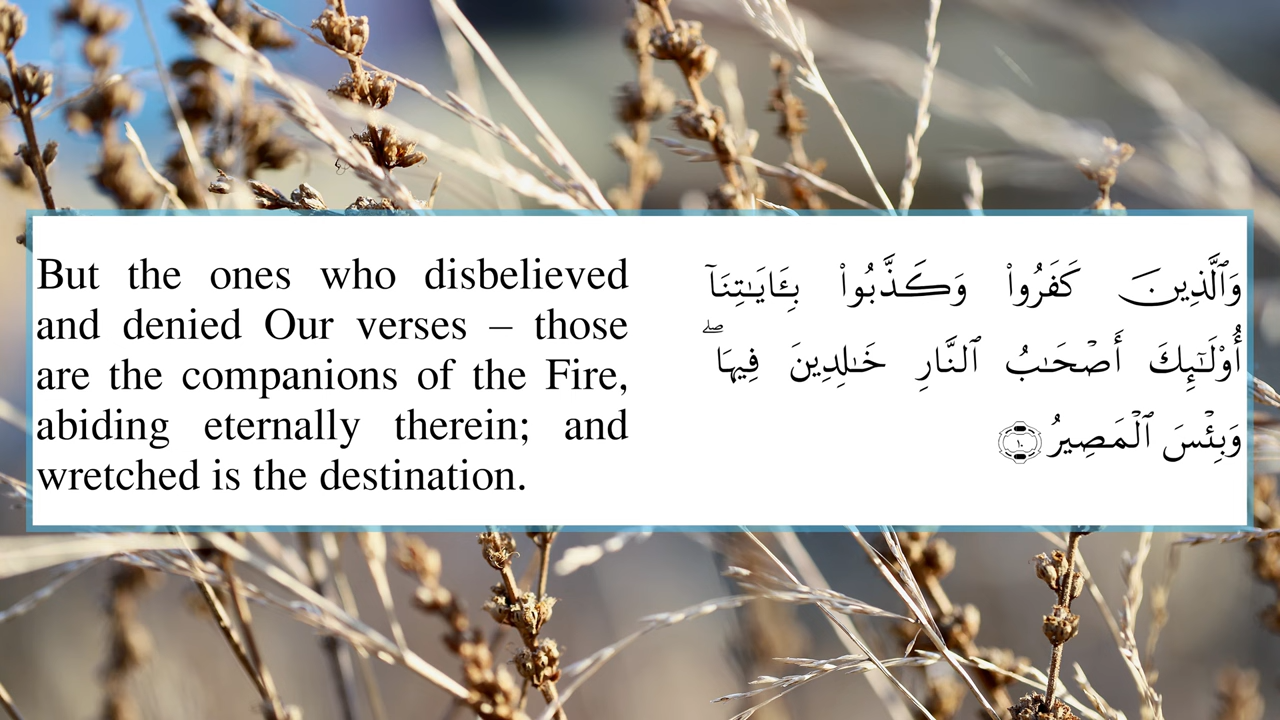 But the ones who disbelieved
and denied Our verses – those
are the companions of the Fire,
abiding eternally therein; and
wretched is the destination.
وَٱلَّذِينَ كَفَرُوا۟ وَكَذَّبُوا۟ بِـَٔايَـٰتِنَآ
أُو۟لَـٰٓئِكَ أَصْحَـٰبُ ٱلنَّارِ خَـٰلِدِينَ فِيهَا ۖ
وَبِئْسَ ٱلْمَصِيرُ ١٠